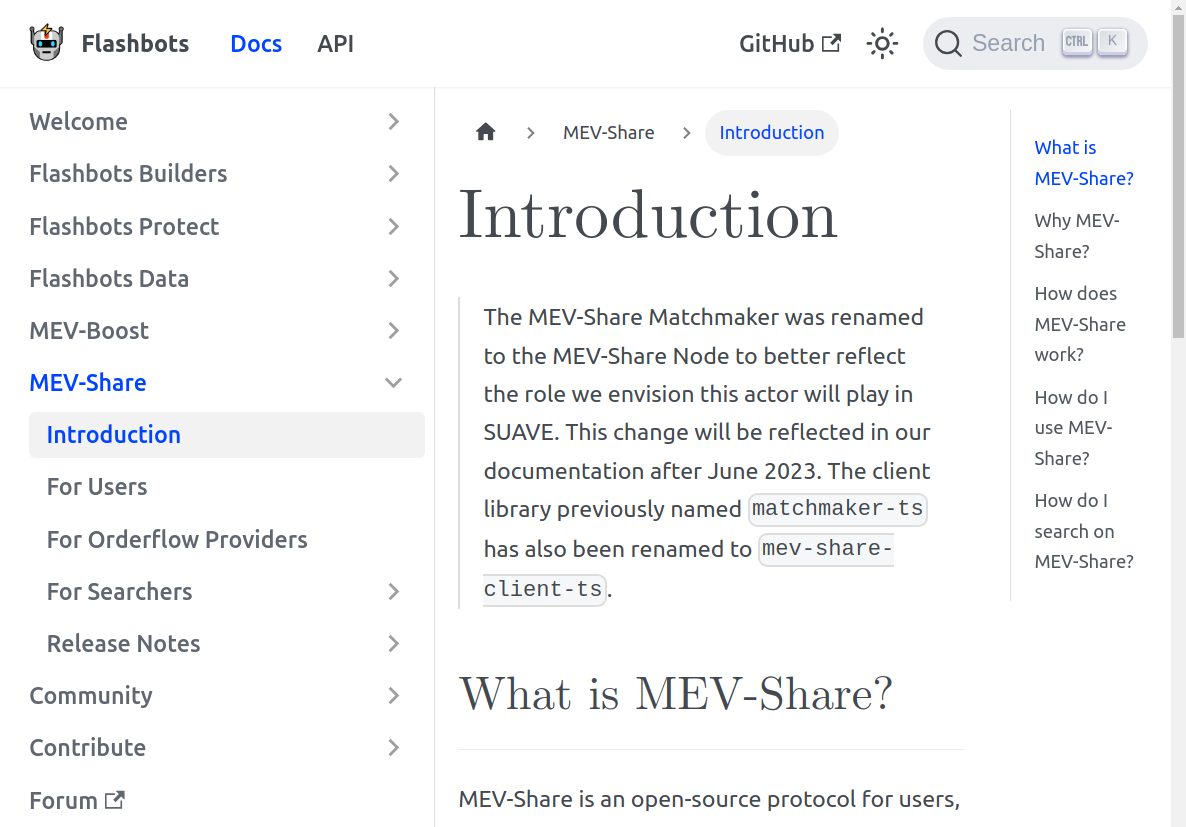 Flashbots
Docs
API
GitHub
Search
CTRL
K
Welcome
Flashbots Builders
Flashbots Protect
Flashbots Data
MEV-Boost
MEV-Share
Introduction
For Users
For Orderflow Providers
For Searchers
Release Notes
Community
Contribute
Forum
MEV-Share
Introduction
Introduction
The MEV-Share Matchmaker was renamed
to the MEV-Share Node to better reflect
the role we envision this actor will play in
SUAVE. This change will be reflected in our
documentation after June 2023. The client
library previously named matchmaker-ts
has also been renamed to mev-share-
client-ts.
What is MEV-Share?
MEV-Share is an open-source protocol for users,
What is
MEV-Share?
Why MEV-
Share?
How does
MEV-Share
work?
How do I
use MEV-
Share?
How do I
search on
MEV-Share?